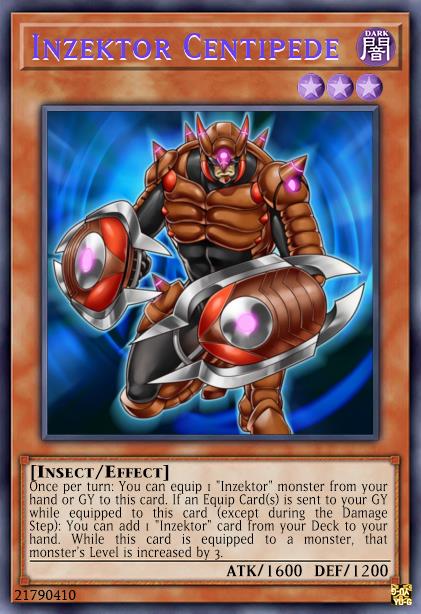 Inzektor Centipede
DARK
闇
[Insect/Effect]
Once per turn: You can equip 1 "Inzektor" monster from your
hand or GY to this card. If an Equip Card(s) is sent to your GY
while equipped to this card (except during the Damage
Step): You can add 1 "Inzektor" card from your Deck to your
hand. While this card is equipped to a monster, that
monster's Level is increased by 3.
ATK/1600 DEF/1200
21790410